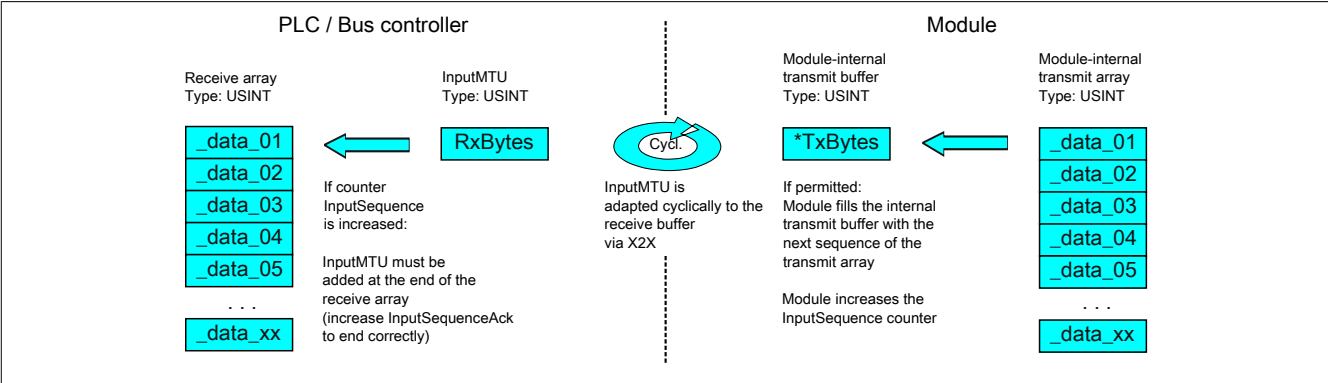 PLC / Bus controller
Module
Receive array
Type: USINT
InputMTU
Type: USINT
Module-internal
transmit buffer
Type: USINT
Module-internal
transmit array
Type: USINT
_data_01
_data_02
_data_03
_data_04
_data_05
. . .
_data_xx
RxBytes
If counter
InputSequence
is increased:
InputMTU must be
added at the end of the
receive array
(increase InputSequenceAck
to end correctly)
Cycl.
InputMTU is
adapted cyclically to the
receive buffer
via X2X
*TxBytes
If permitted:
Module fills the internal
transmit buffer with the
next sequence of the
transmit array
Module increases the
InputSequence counter
_data_01
_data_02
_data_03
_data_04
_data_05
. . .
_data_xx